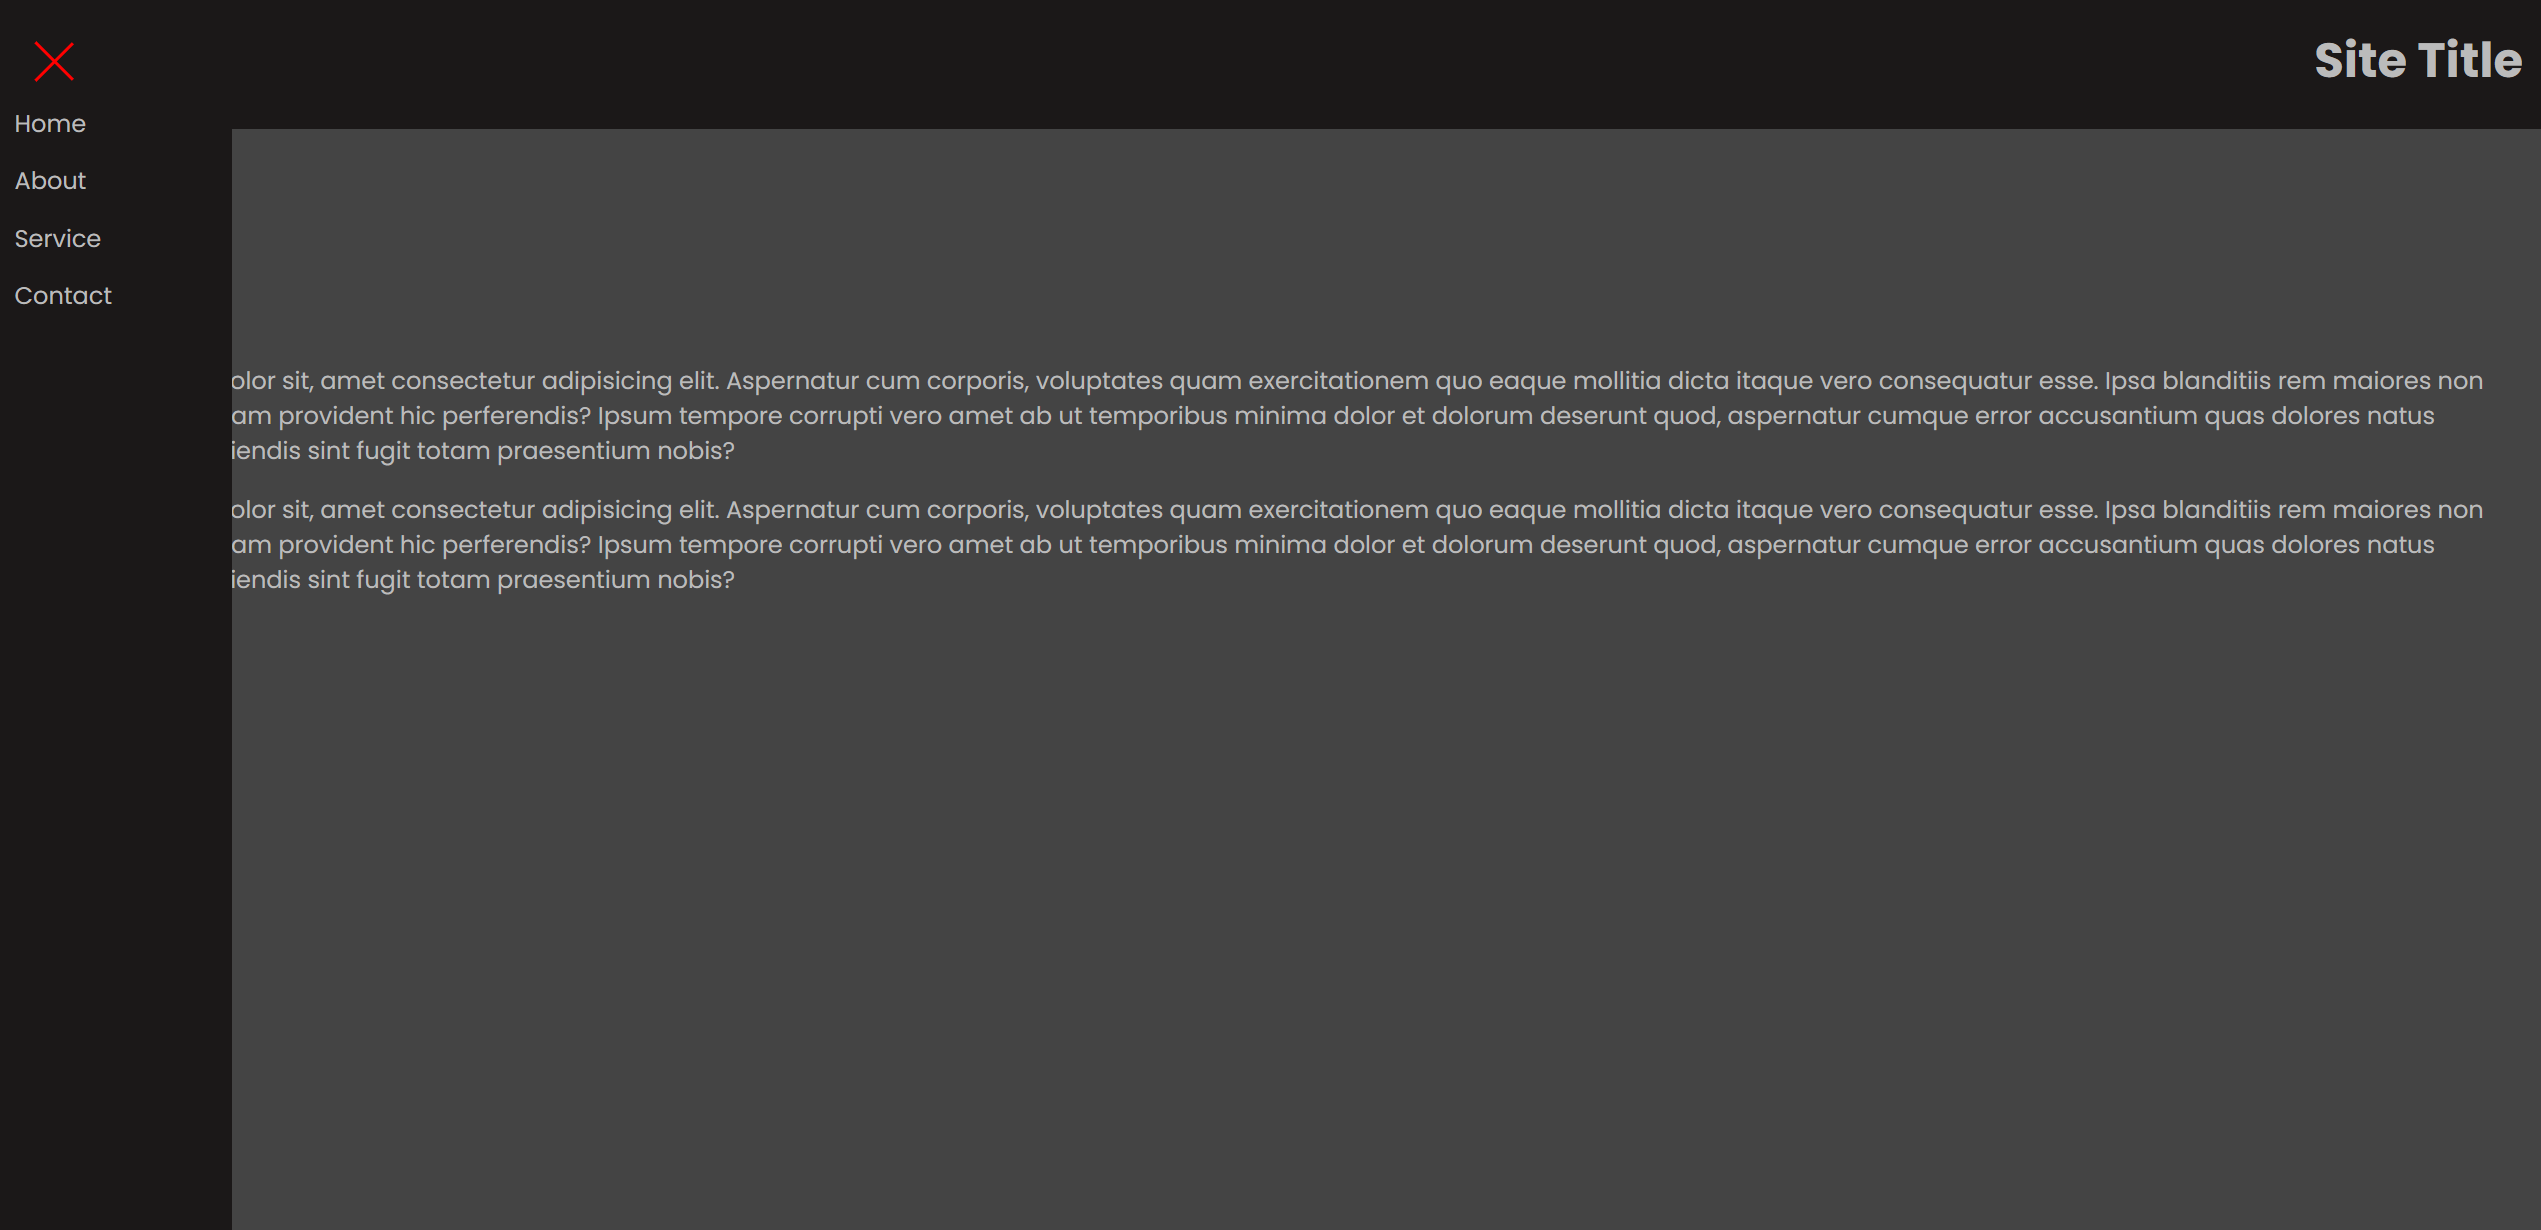 Site Title
Home
About
Service
Contact
olor sit, amet consectetur adipisicing elit. Aspernatur cum corporis, voluptates quam exercitationem quo eaque mollitia dicta itaque vero consequatur esse. Ipsa blanditiis rem maiores non
am provident hic perferendis? Ipsum tempore corrupti vero amet ab ut temporibus minima dolor et dolorum deserunt quod, aspernatur cumque error accusantium quas dolores natus
iendis sint fugit totam praesentium nobis?
olor sit, amet consectetur adipisicing elit. Aspernatur cum corporis, voluptates quam exercitationem quo eaque mollitia dicta itaque vero consequatur esse. Ipsa blanditiis rem maiores non
am provident hic perferendis? Ipsum tempore corrupti vero amet ab ut temporibus minima dolor et dolorum deserunt quod, aspernatur cumque error accusantium quas dolores natus
iendis sint fugit totam praesentium nobis?